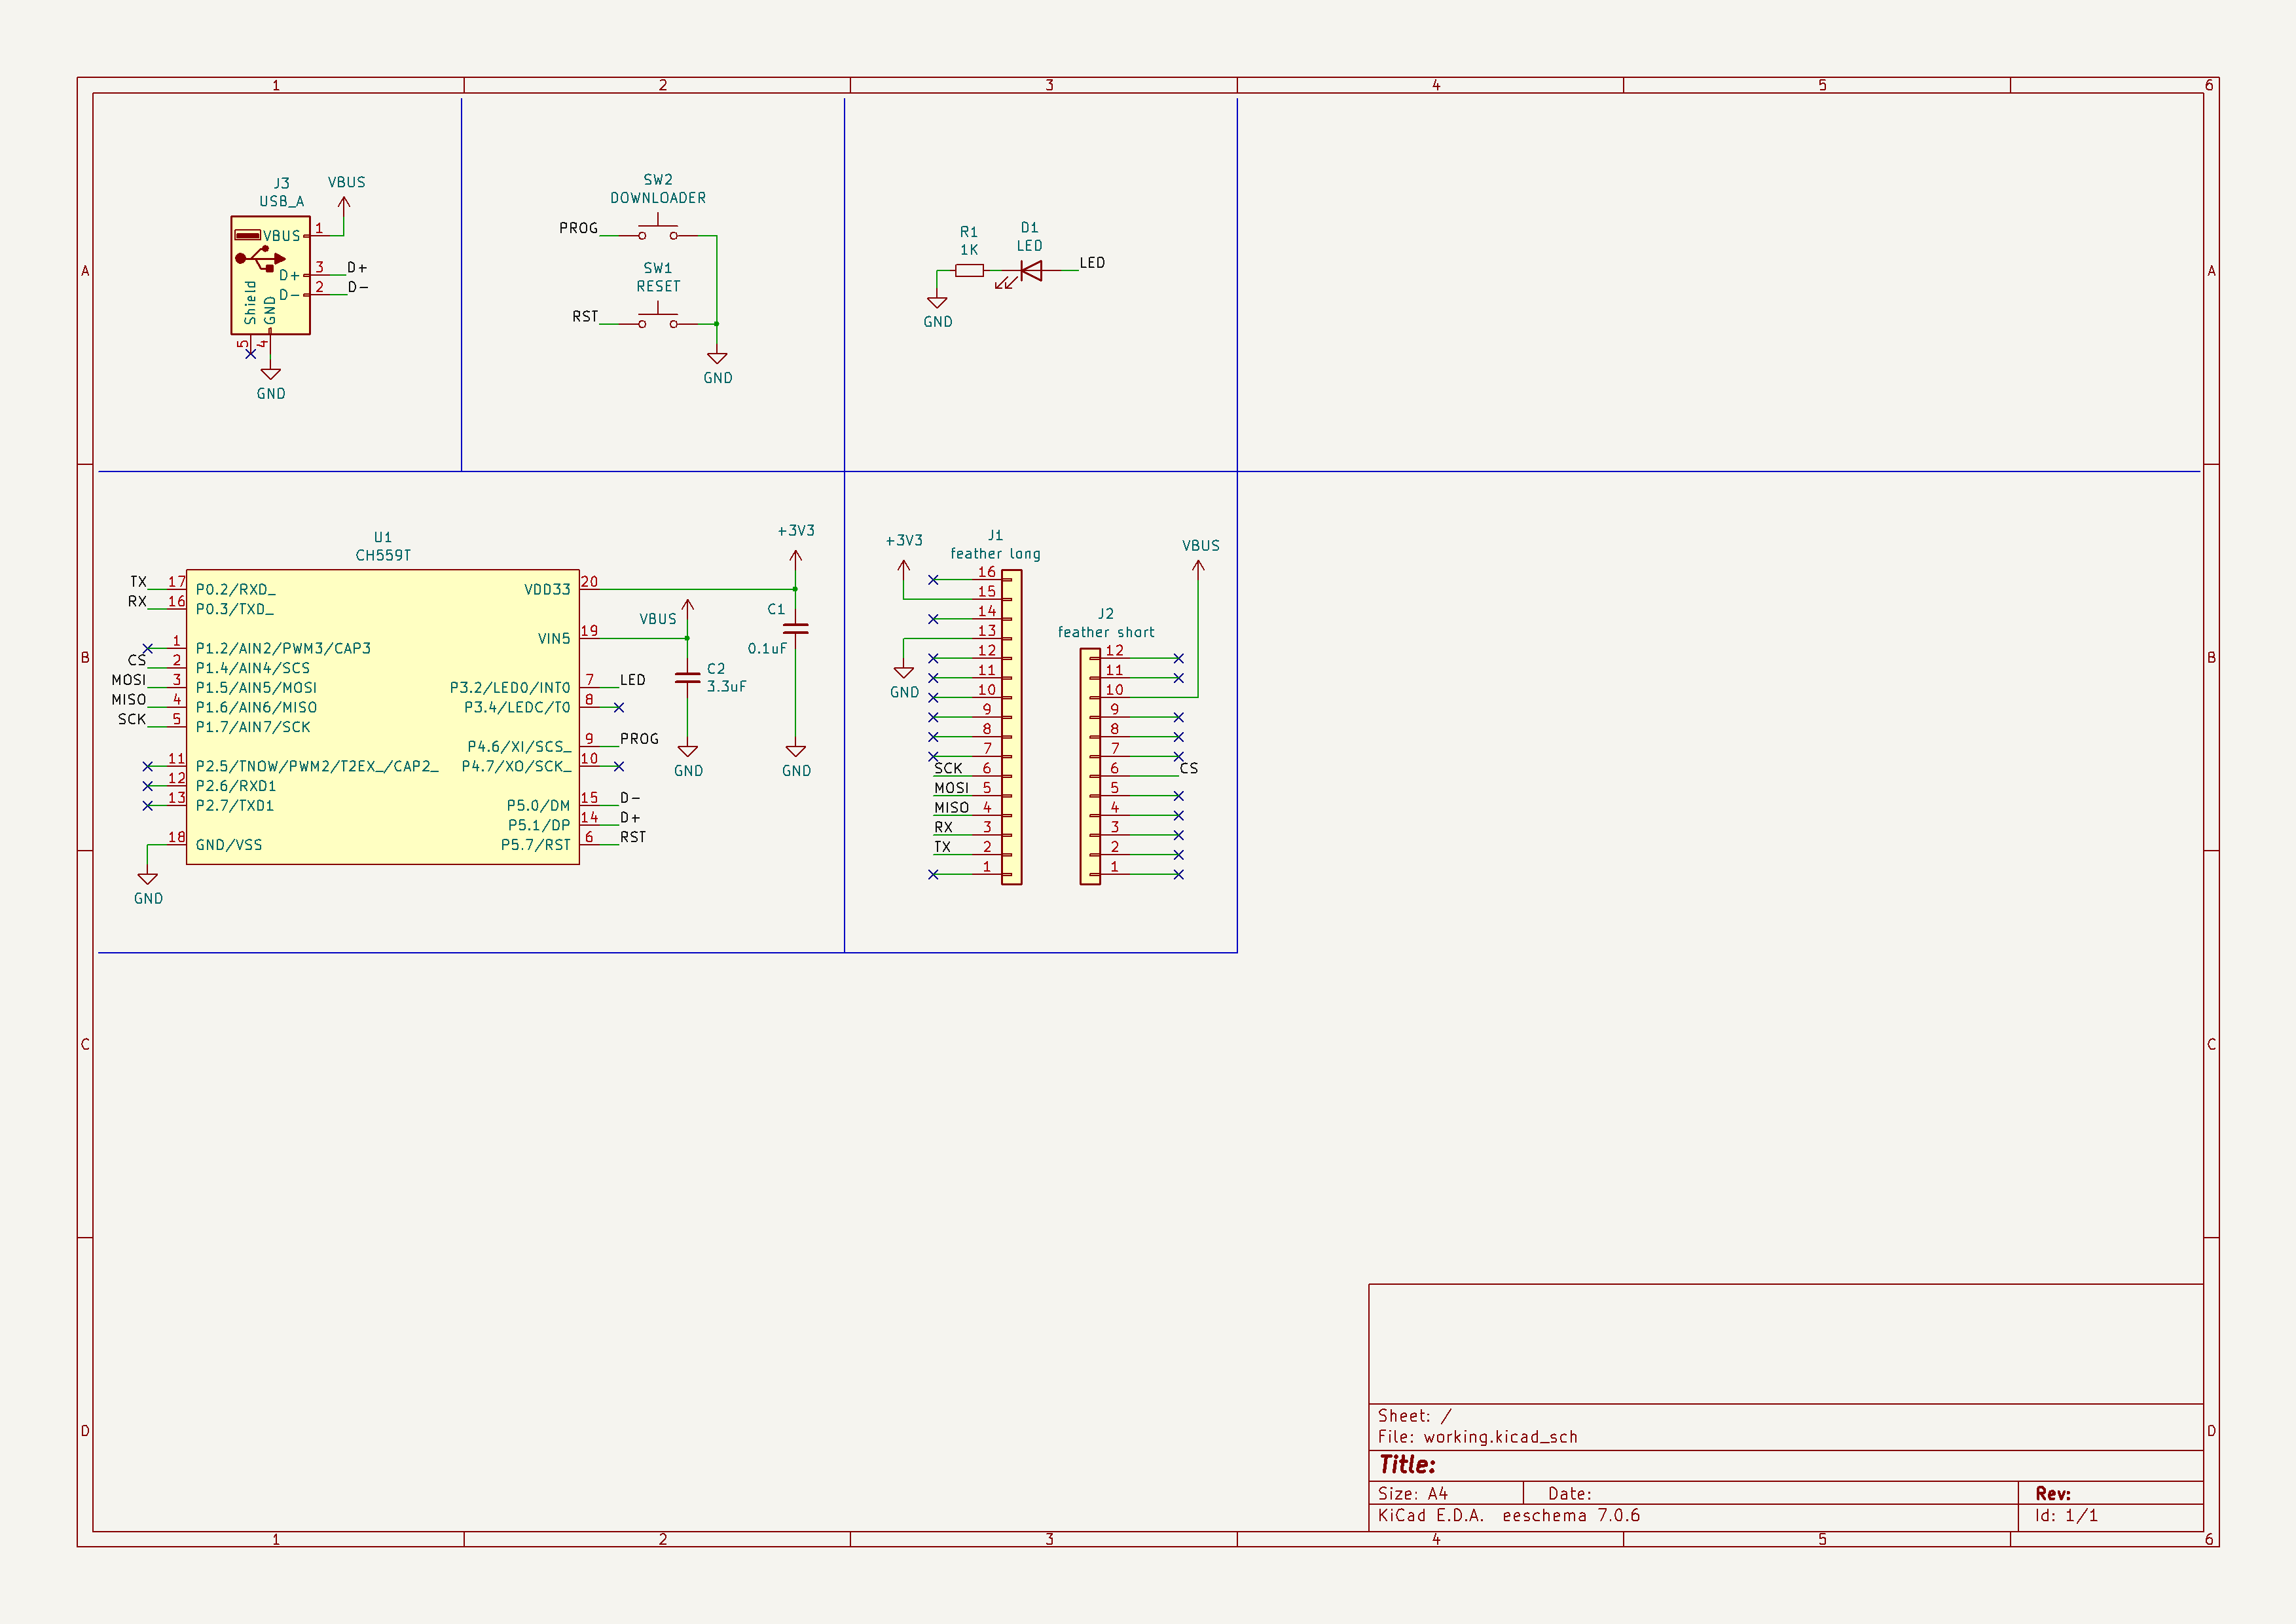 1 2 3 4 5 6
A A
B B
C C
D D
1 2 3 4 5 6
J3
USB_A
VBUS
VBUS 1
D+ 3 D+
D- 2 D-
Shield
GND
5 4
GND
SW2
DOWNLOADER
PROG
SW1
RESET
RST
GND
R1
1K
D1
LED
LED
GND
U1
CH559T
TX 17 P0.2/RXD_
RX 16 P0.3/TXD_
1 P1.2/AIN2/PWM3/CAP3
CS 2 P1.4/AIN4/SCS
MOSI 3 P1.5/AIN5/MOSI
MISO 4 P1.6/AIN6/MISO
SCK 5 P1.7/AIN7/SCK
11 P2.5/TNOW/PWM2/T2EX_/CAP2_
12 P2.6/RXD1
13 P2.7/TXD1
18 GND/VSS
GND
VDD33 20
VIN5 19
P3.2/LED0/INT0 7 LED
P3.4/LEDC/T0 8
P4.6/XI/SCS_ 9 PROG
P4.7/XO/SCK_ 10
P5.0/DM 15 D-
P5.1/DP 14 D+
P5.7/RST 6 RST
+3V3
VBUS
C1
0.1uF
C2
3.3uF
GND
GND
+3V3
J1
feather long
16
15
14
13
12
11
10
9
8
7
SCK 6
MOSI 5
MISO 4
RX 3
TX 2
1
GND
VBUS
J2
feather short
12
11
10
9
8
7
6 CS
5
4
3
2
1
Sheet: /
File: working.kicad_sch
Title:
Size: A4 Date: Rev:
KiCad E.D.A. eeschema 7.0.6 Id: 1/1